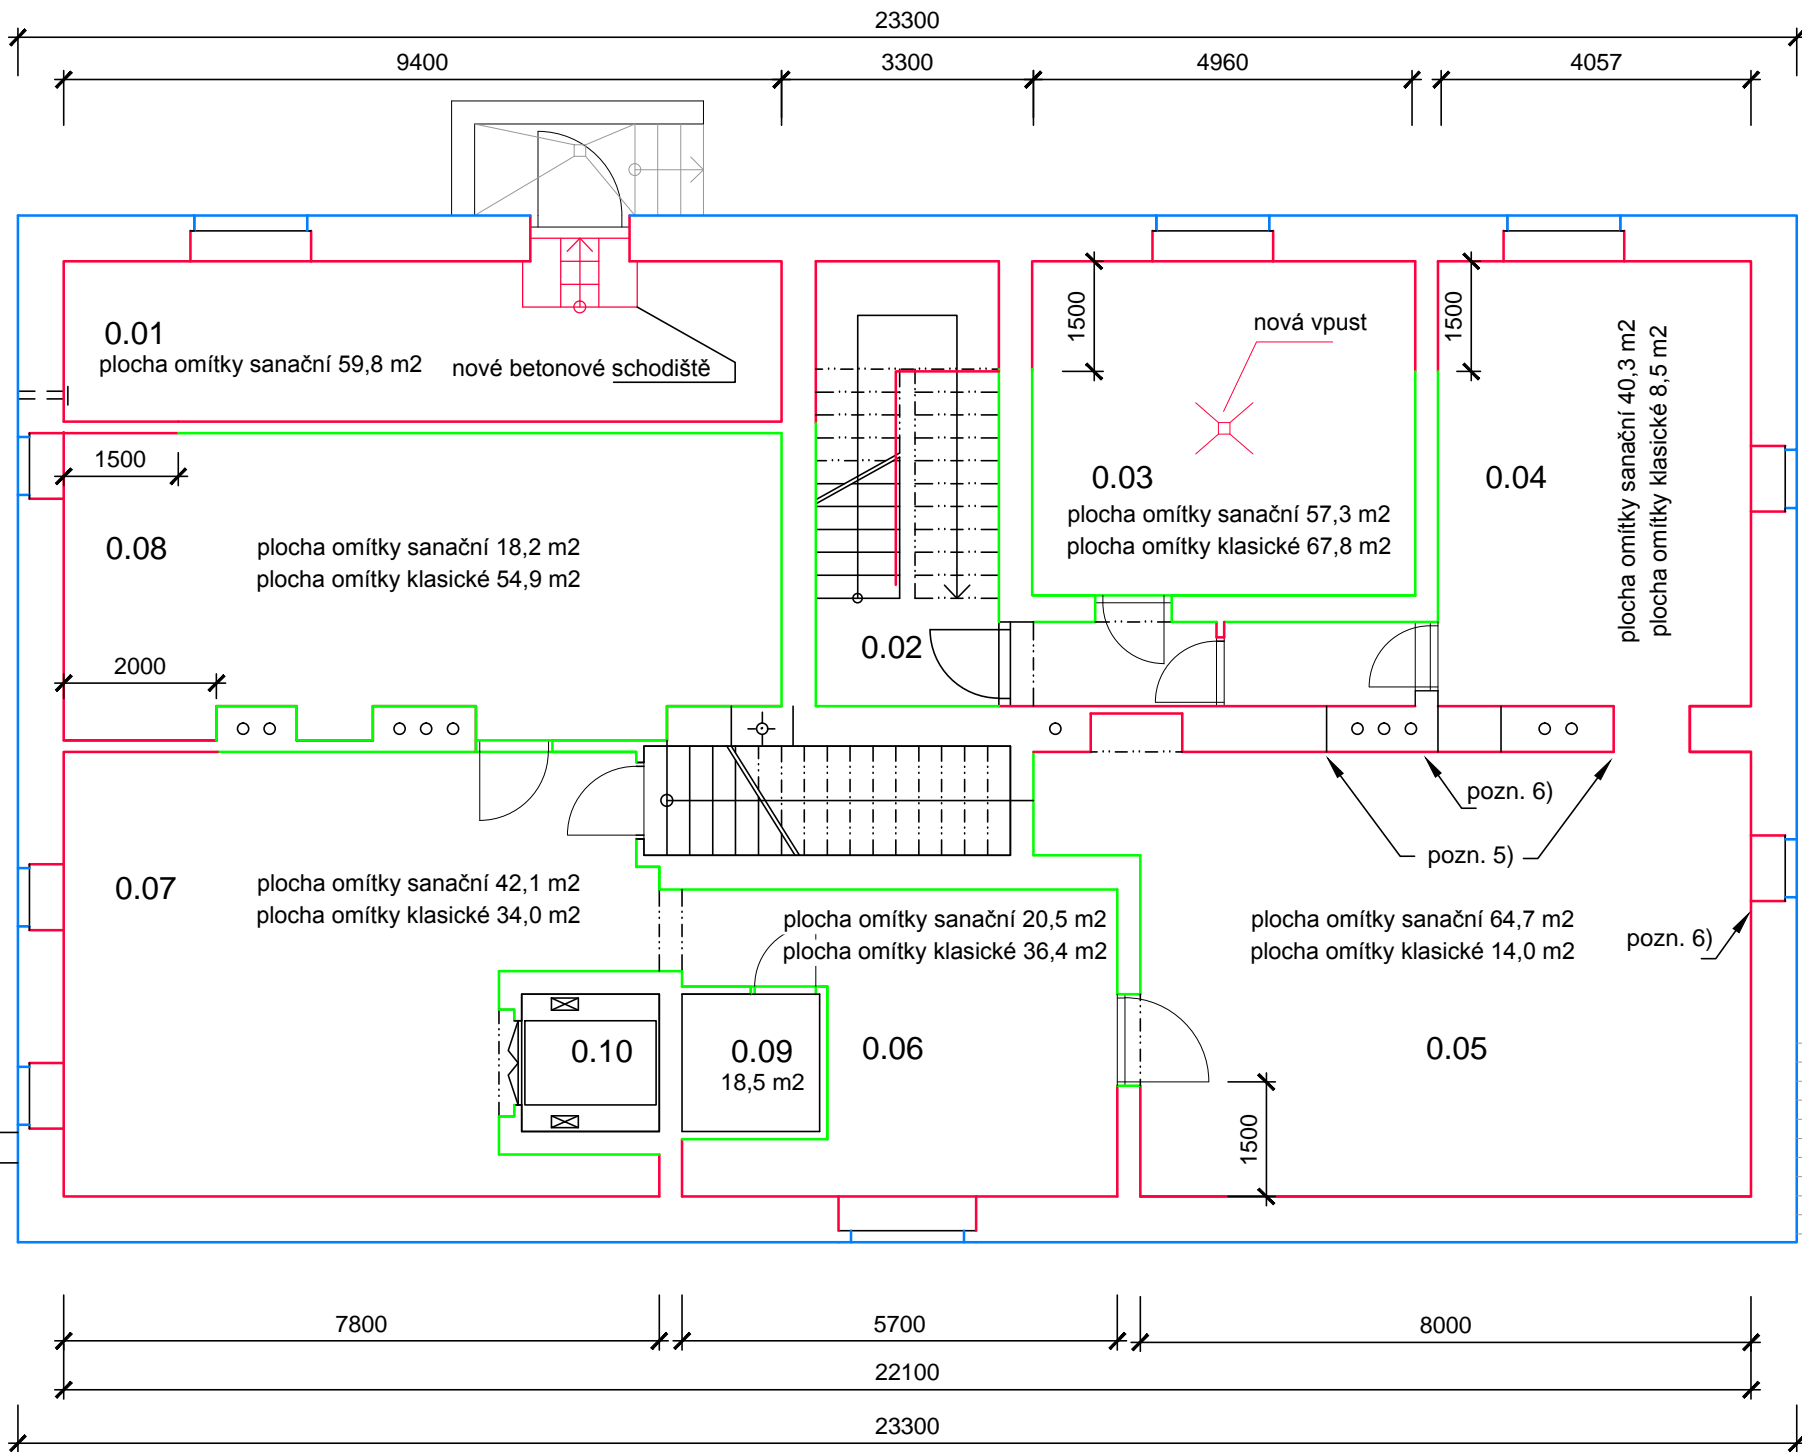 23300
9400
3300
4960
4057
0.01
plocha omítky sanační 59,8 m2
nové betonové schodiště
1500
nová vpust
1500
plocha omítky sanační 40,3 m2
plocha omítky klasické 8,5 m2
1500
0.03
0.04
plocha omítky sanační 57,3 m2
plocha omítky klasické 67,8 m2
0.08
plocha omítky sanační 18,2 m2
plocha omítky klasické 54,9 m2
0.02
2000
pozn. 6)
pozn. 5)
0.07
plocha omítky sanační 42,1 m2
plocha omítky klasické 34,0 m2
plocha omítky sanační 20,5 m2
plocha omítky klasické 36,4 m2
plocha omítky sanační 64,7 m2
plocha omítky klasické 14,0 m2
pozn. 6)
0.10
0.09
18,5 m2
0.06
0.05
1500
7800
5700
8000
22100
23300